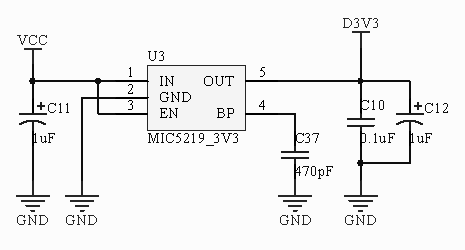 D3V3
VCC
U3
1 IN OUT 5
2 GND
3 EN BP 4
C11
1uF
MIC5219_3V3
C37
470pF
C10
0.1uF
C12
1uF
GND GND GND GND